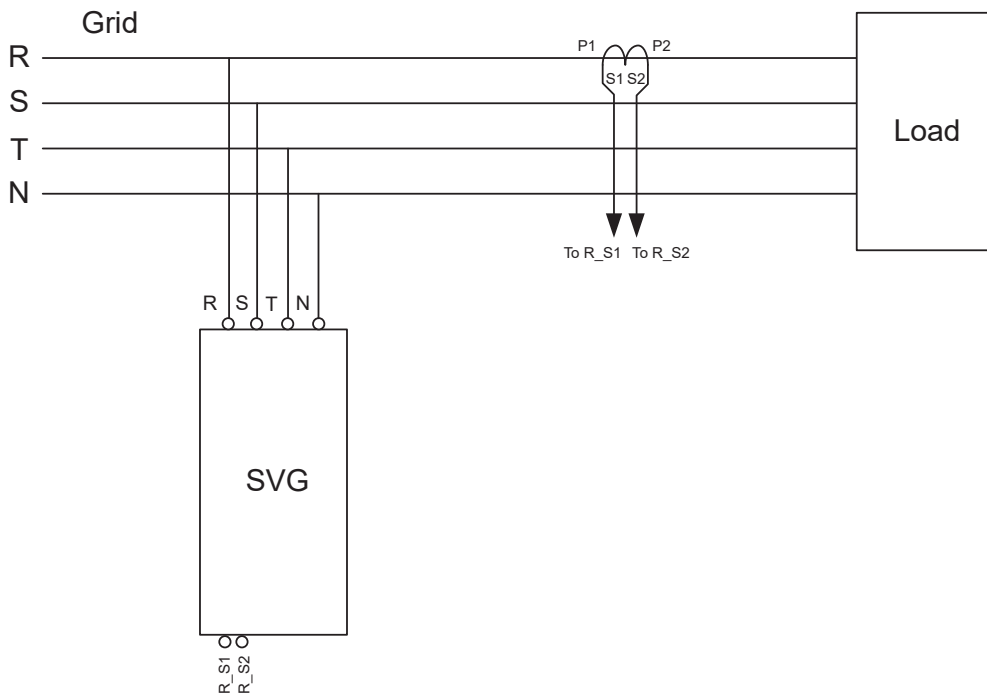 Grid
R
P1 P2
S1 S2
S
Load
T
N
To R_S1 To R_S2
R S T N
SVG
R_S1
R_S2